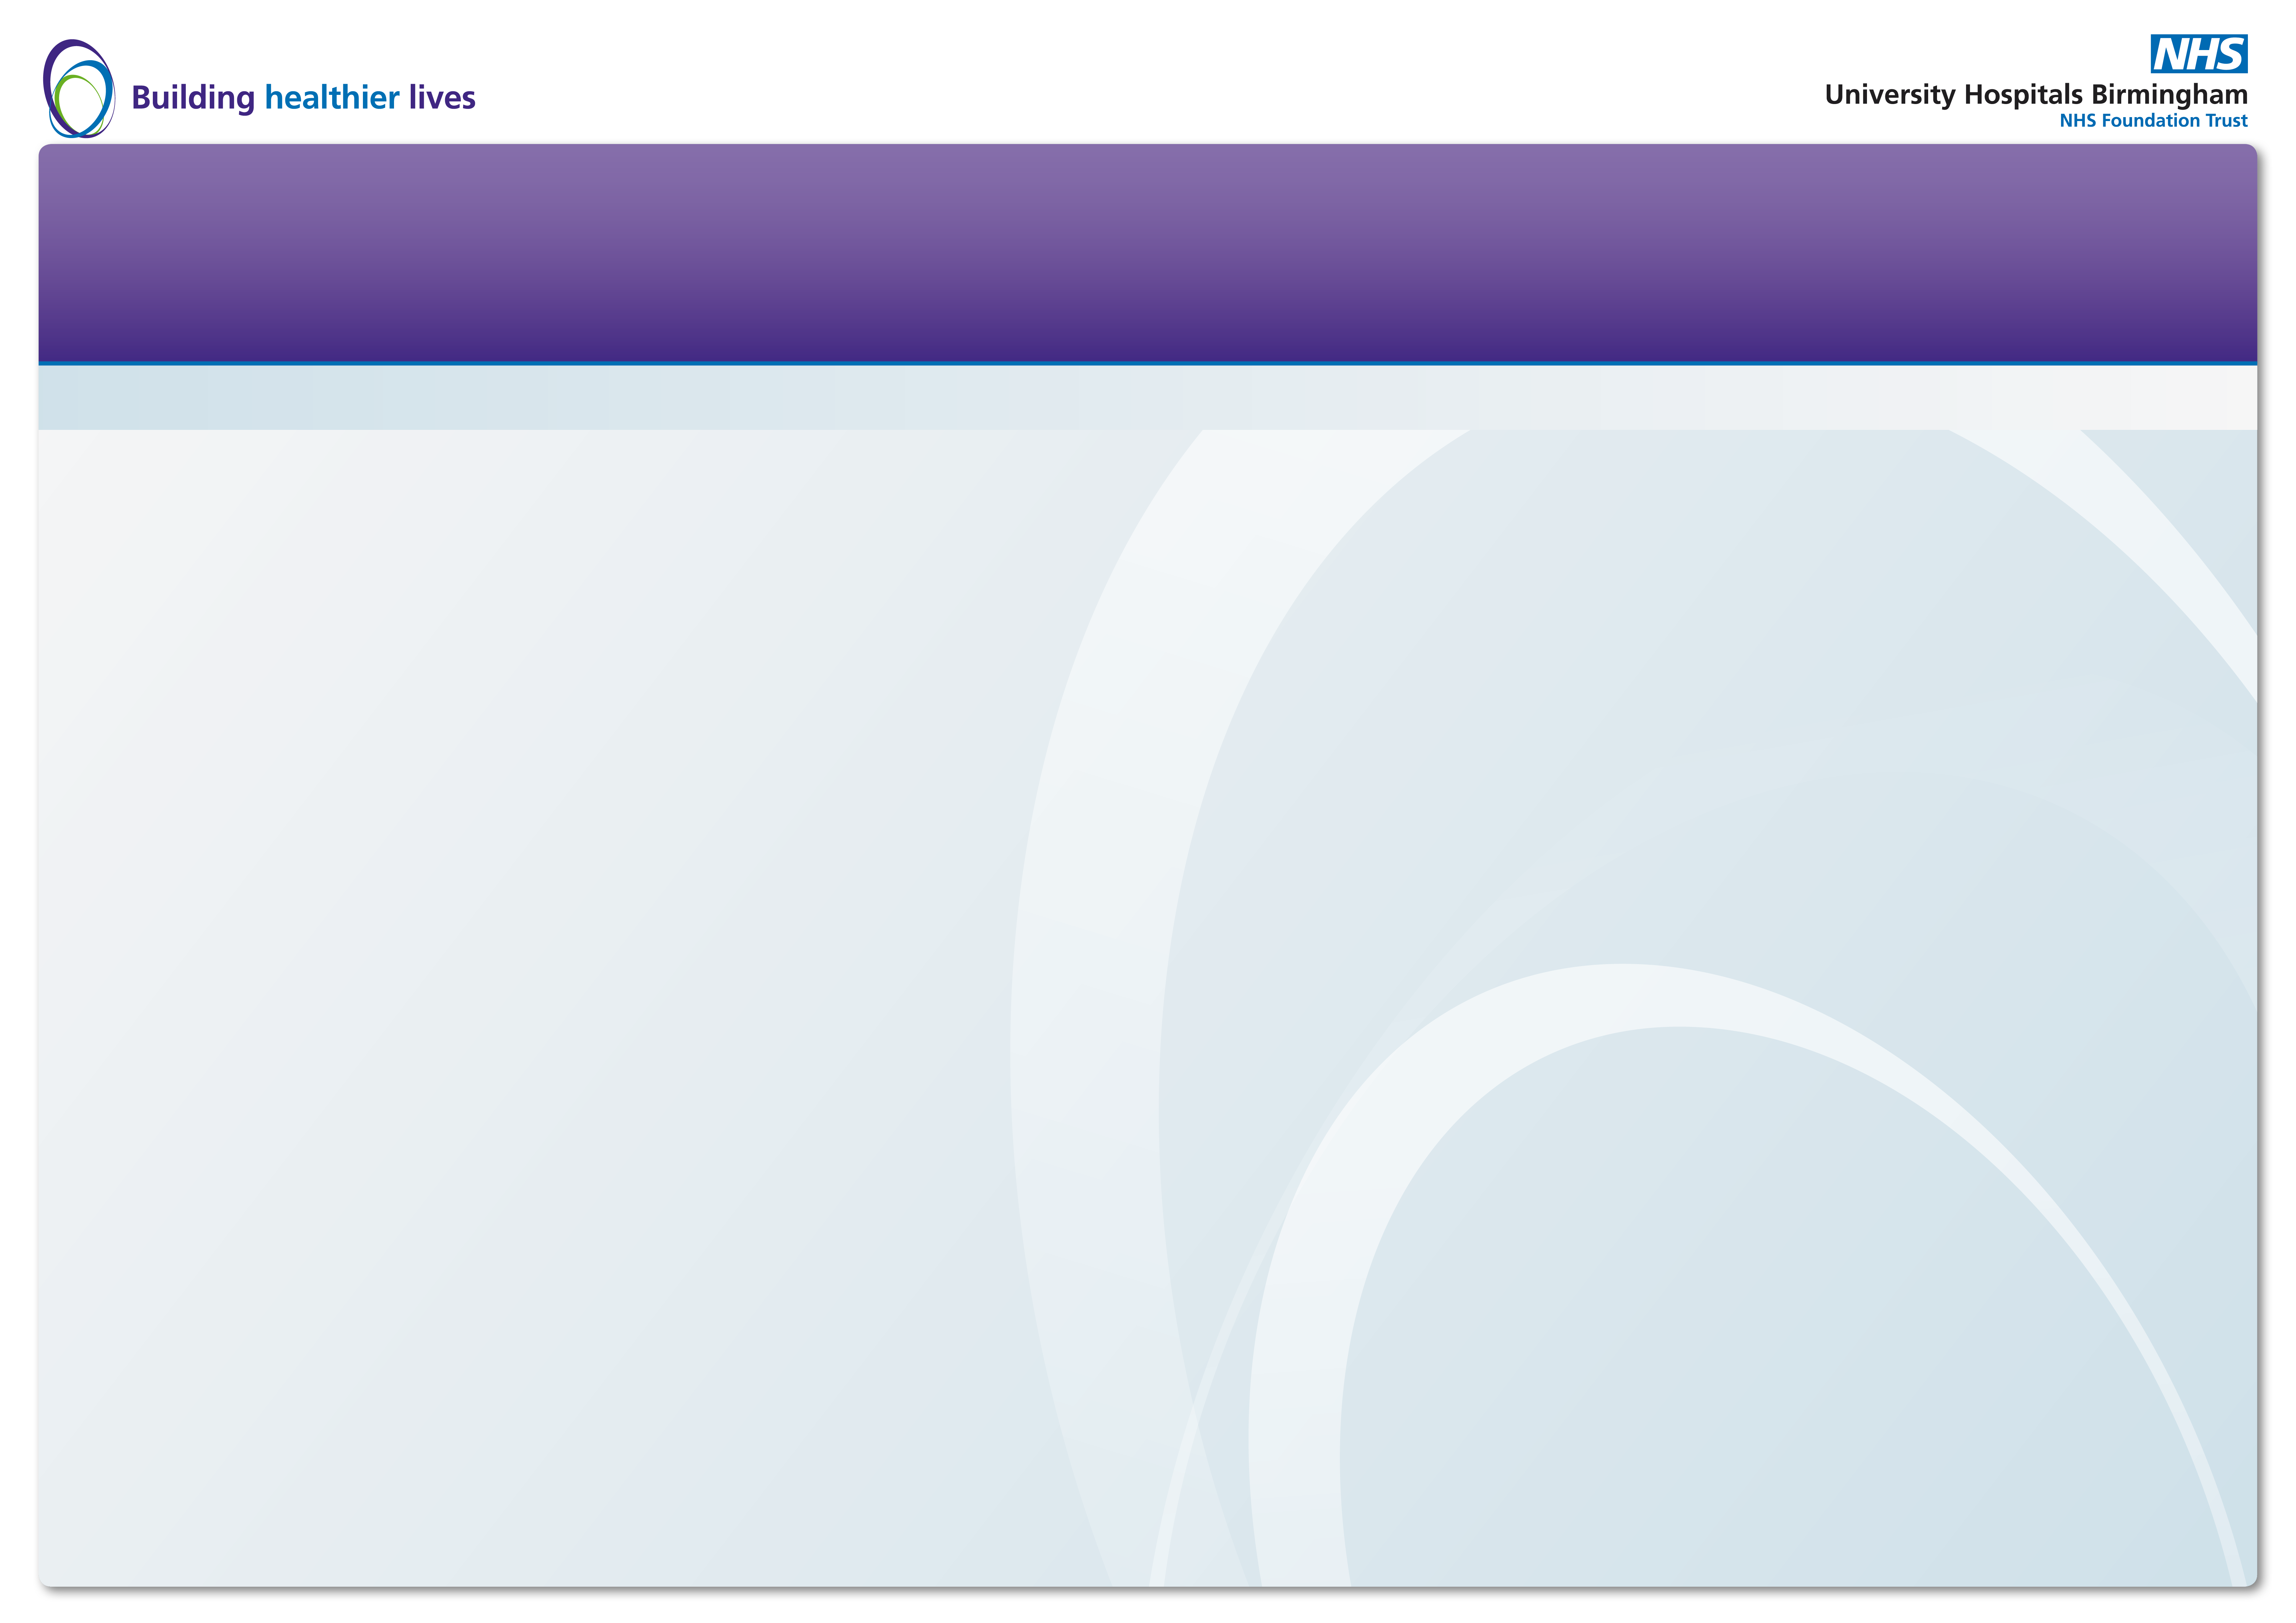 Building healthier lives
NHS
University Hospitals Birmingham
NHS Foundation Trust